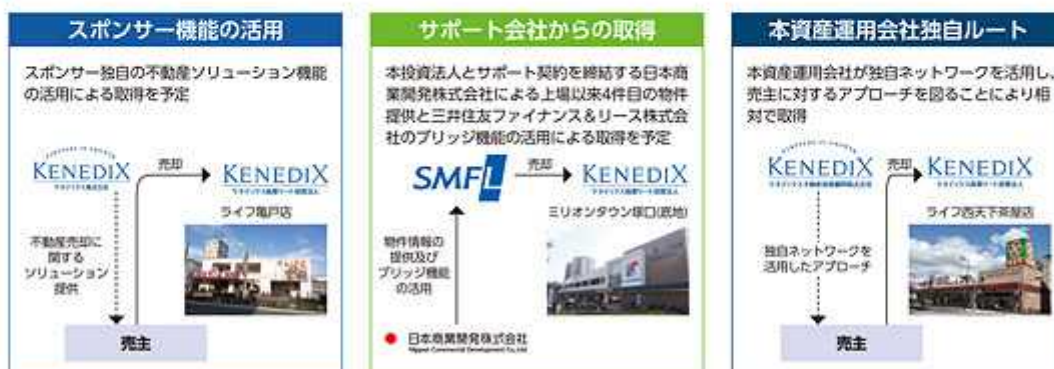 スポンサー機能の活用
スポンサー独自の不動産ソリューション機能
の活用による取得を予定
KENEDIX
売却
KENEDIX
ライフ亀戸店
不動産売却に
関する
ソリューション
提供
売主
サポート会社からの取得
本投資法人とサポート契約を締結する日本商
業開発株式会社による上場以来4件目の物件
提供と三井住友ファイナンス&リース株式会
社のブリッジ機能の活用による取得を予定
SMFL
売却
KENEDIX
ミリオンタウン塚口(底地)
物件情報の
提供及び
ブリッジ機能
の活用
日本商業開発株式会社
Nippon Commercial Development Co.,Ltd.
本資産運用会社独自ルート
本資産運用会社が独自ネットワークを活用し、
売主に対するアプローチを図ることにより相
対で取得
KENEDIX
売却
KENEDIX
ライフ西天下茶屋店
独自ネットワークを
活用したアプローチ
売主